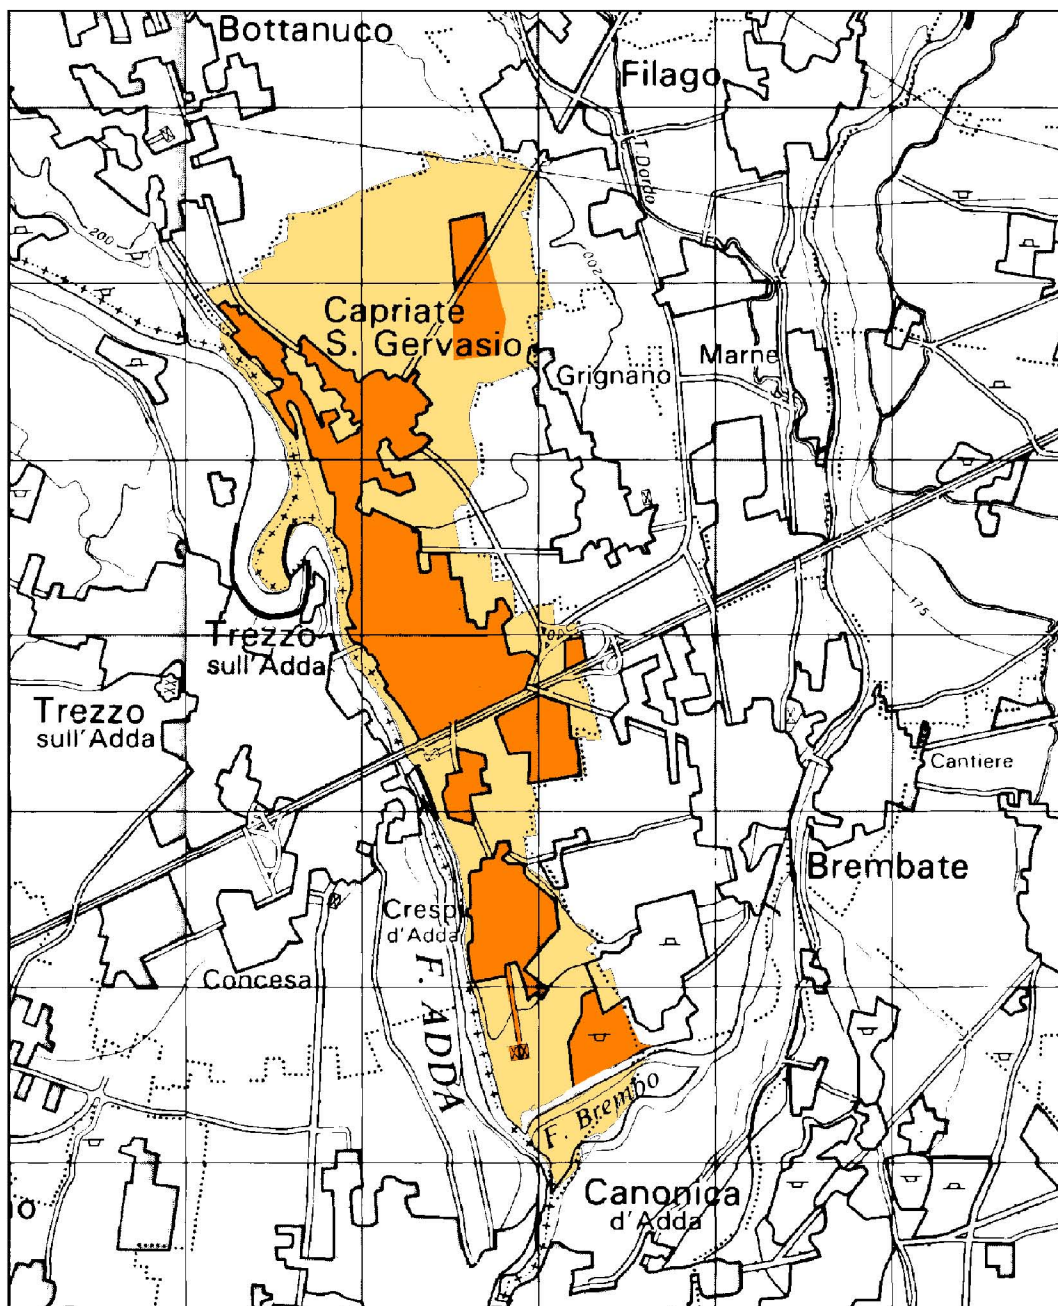 Bottanuco
Filago
T. Dordo
200
200
Capriate
S. Gervasio
Marne
Grignano
175
Trezzo
sull'Adda
Trezzo
sull'Adda
Cantiere
Brembate
Crespi
d'Adda
Concesa
F. ADDA
F. Brembo
Canonica
d'Adda